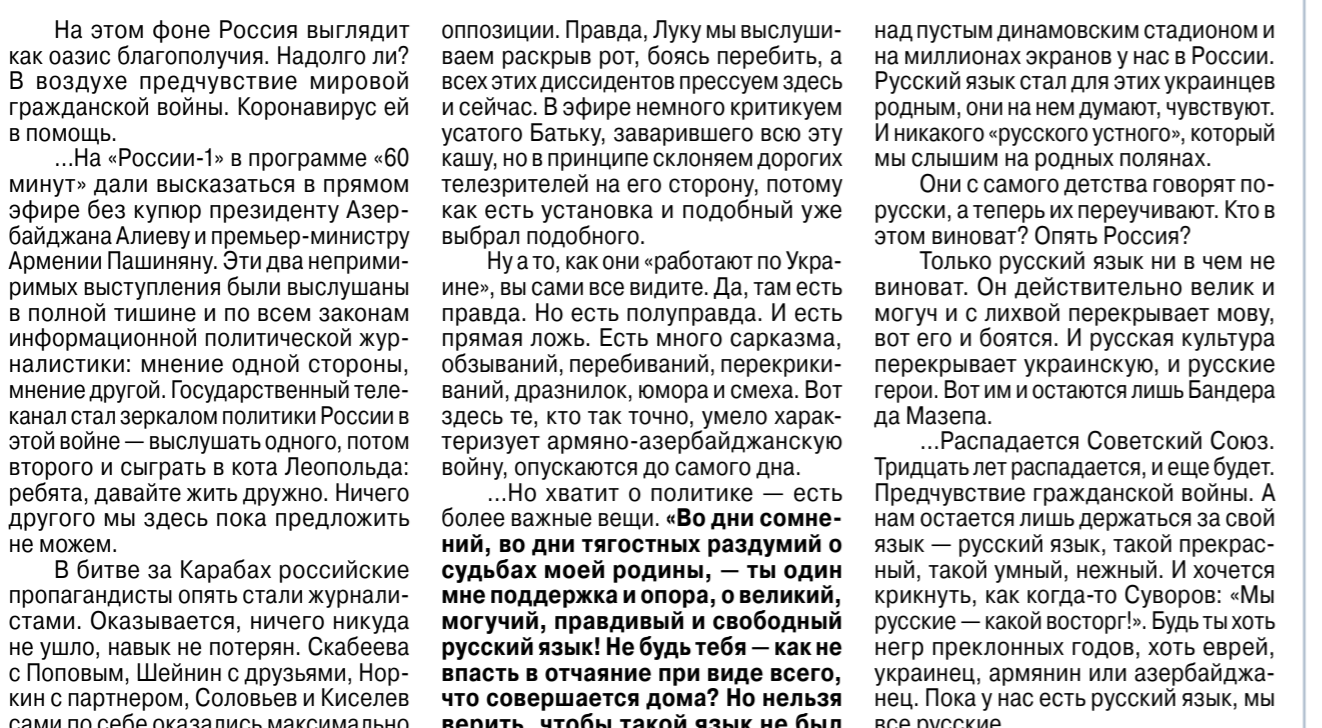 На этом фоне Россия выглядит
как оазис благополучия. Надолго ли?
В воздухе предчувствие мировой
гражданской войны. Коронавирус ей
в помощь.
...На «России-1» в программе «60
минут» дали высказаться в прямом
эфире без купюр президенту Азер-
байджана Алиеву и премьер-министру
Армении Пашиняну. Эти два неприми-
римых выступления были выслушаны
в полной тишине и по всем законам
информационной политической жур-
налистики: мнение одной стороны,
мнение другой. Государственный теле-
канал стал зеркалом политики России в
этой войне — выслушать одного, потом
второго и сыграть в кота Леопольда:
ребята, давайте жить дружно. Ничего
другого мы здесь пока предложить
не можем.
В битве за Карабах российские
пропагандисты опять стали журнали-
стами. Оказывается, ничего никуда
не ушло, навык не потерян. Скабеева
с Поповым, Шейнин с друзьями, Нор-
кин с партнером, Соловьев и Киселев
сами по себе оказались максимально
оппозиции. Правда, Луку мы выслуши-
ваем раскрыв рот, боясь перебить, а
всех этих диссидентов прессуем здесь
и сейчас. В эфире немного критикуем
усатого Батьку, заварившего всю эту
кашу, но в принципе склоняем дорогих
телезрителей на его сторону, потому
как есть установка и подобный уже
выбрал подобного.
Ну а то, как они «работают по Укра-
ине», вы сами все видите. Да, там есть
правда. Но есть полуправда. И есть
прямая ложь. Есть много сарказма,
обзываний, перебиваний, перекрики-
ваний, дразнилок, юмора и смеха. Вот
здесь те, кто так точно, умело харак-
теризует армяно-азербайджанскую
войну, опускаются до самого дна.
...Но хватит о политике — есть
более важные вещи. «Во дни сомне-
ний, во дни тягостных раздумий о
судьбах моей родины, — ты один
мне поддержка и опора, о великий,
могучий, правдивый и свободный
русский язык! Не будь тебя — как не
впасть в отчаяние при виде всего,
что совершается дома? Но нельзя
верить, чтобы такой язык не был
над пустым динамовским стадионом и
на миллионах экранов у нас в России.
Русский язык стал для этих украинцев
родным, они на нем думают, чувствуют.
И никакого «русского устного», который
мы слышим на родных полянах.
Они с самого детства говорят по-
русски, а теперь их переучивают. Кто в
этом виноват? Опять Россия?
Только русский язык ни в чем не
виноват. Он действительно велик и
могуч и с лихвой перекрывает мову,
вот его и боятся. И русская культура
перекрывает украинскую, и русские
герои. Вот им и остаются лишь Бандера
да Мазепа.
...Распадается Советский Союз.
Тридцать лет распадается, и еще будет.
Предчувствие гражданской войны. А
нам остается лишь держаться за свой
язык — русский язык, такой прекрас-
ный, такой умный, нежный. И хочется
крикнуть, как когда-то Суворов: «Мы
русские — какой восторг!». Будь ты хоть
негр преклонных годов, хоть еврей,
украинец, армянин или азербайджа-
нец. Пока у нас есть русский язык, мы
все русские.